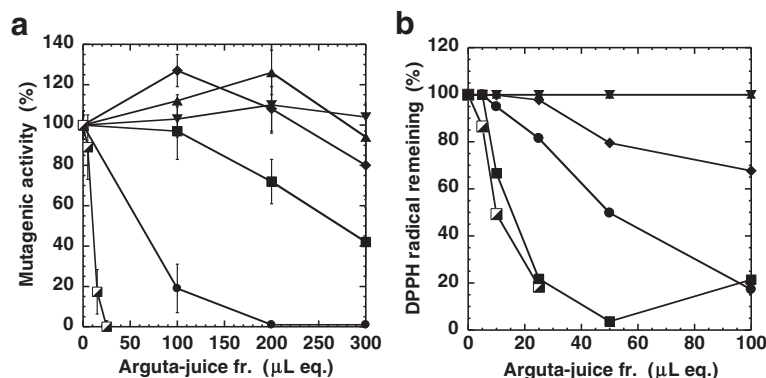 a
Mutagenic activity (%)
140
120
100
80
60
40
20
0
0 50 100 150 200 250 300
Arguta-juice fr. (µL eq.)
b
DPPH radical remeining (%)
120
100
80
60
40
20
0
0 20 40 60 80 100
Arguta-juice fr. (µL eq.)